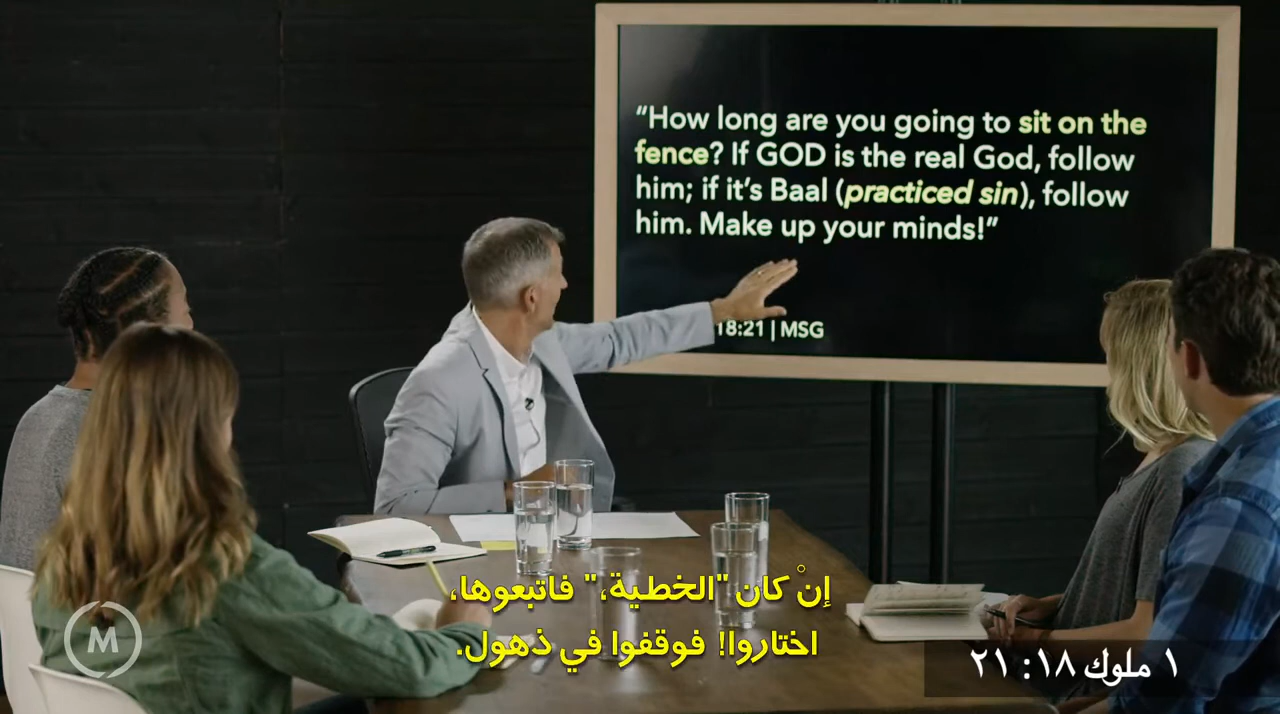 “How long are you going to sit on the
fence? If GOD is the real God, follow
him; if it’s Baal (practiced sin), follow
him. Make up your minds!”
18:21 | MSG
إنْ كان "الخطية،" فاتبعوها،
اختاروا! فوقفوا في ذهول.
١ ملوك ١٨: ٢١
M